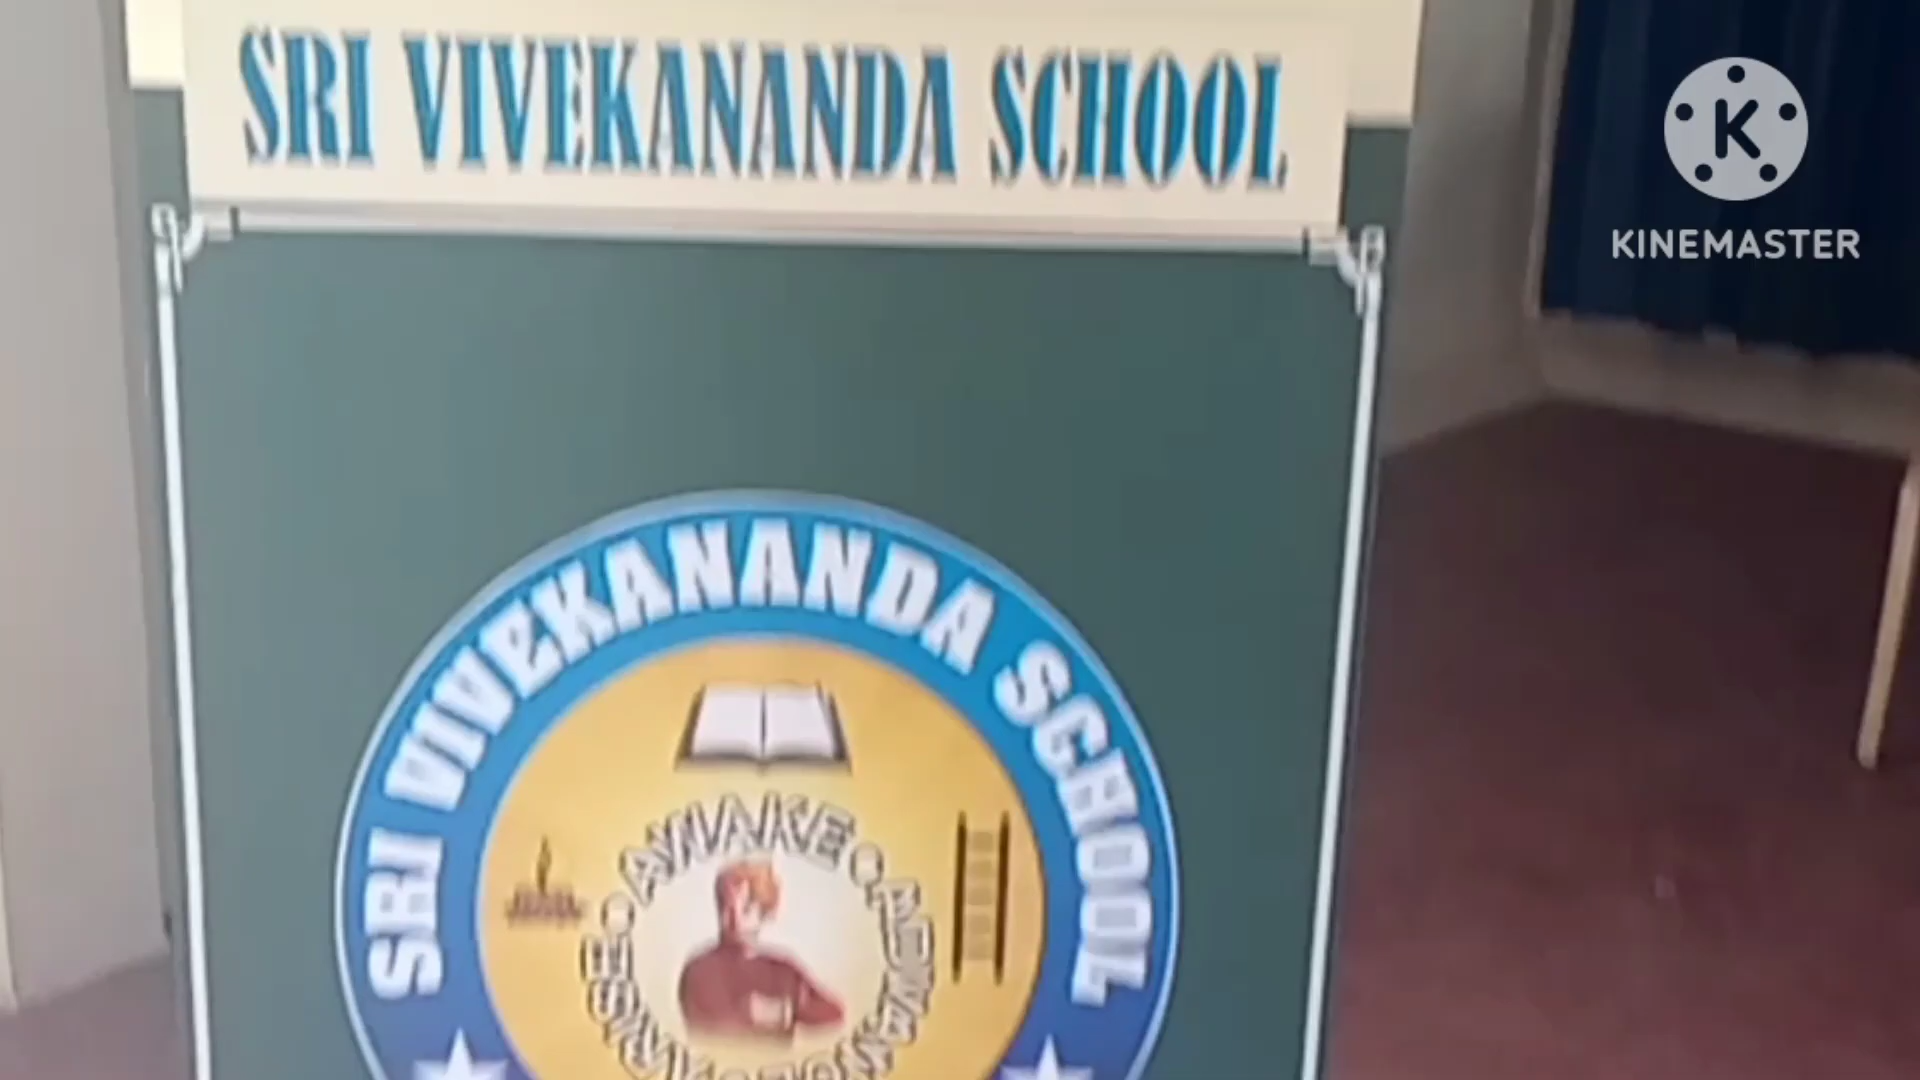 SRI VIVEKANANDA SCHOOL
K
KINEMASTER
SRI VIVEKANANDA SCHOOL
AWAKE